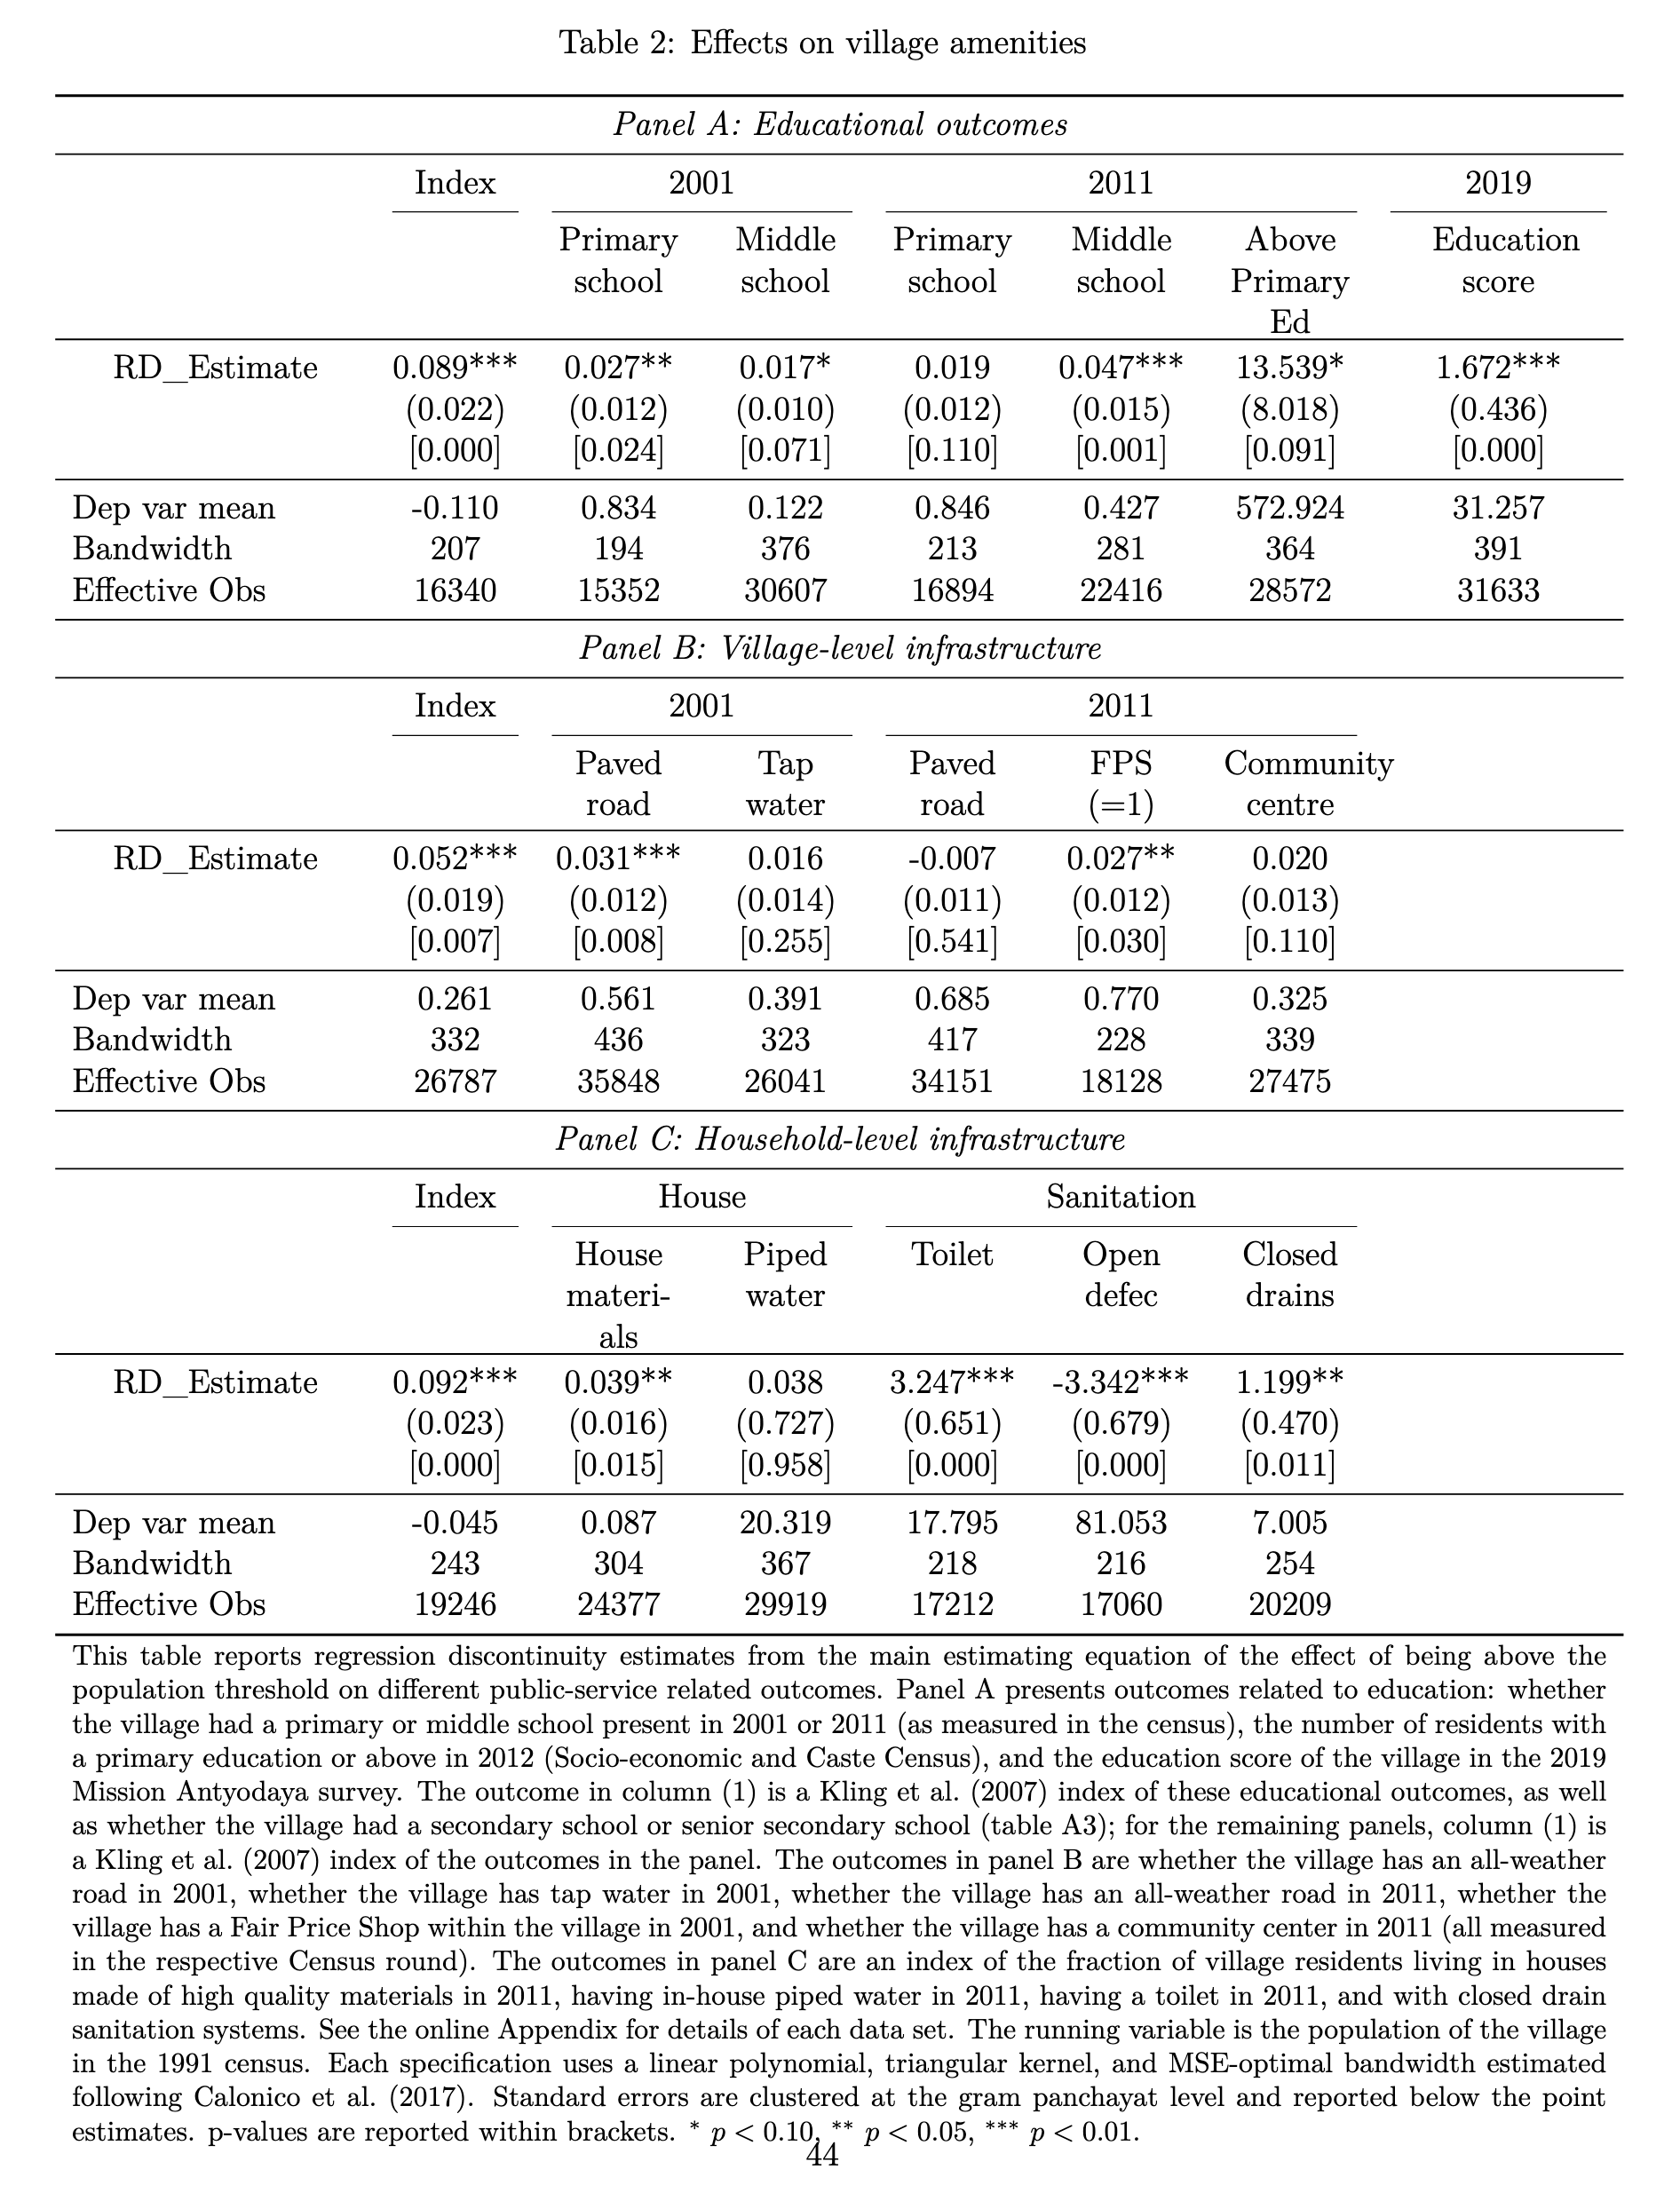 Table 2: Effects on village amenities
Panel A: Educational outcomes
Index 2001 2011 2019
Primary Middle Primary Middle Above Education
school school school school Primary score
Ed
RD_Estimate 0.089*** 0.027** 0.017* 0.019 0.047*** 13.539* 1.672***
(0.022) (0.012) (0.010) (0.012) (0.015) (8.018) (0.436)
[0.000] [0.024] [0.071] [0.110] [0.001] [0.091] [0.000]
Dep var mean -0.110 0.834 0.122 0.846 0.427 572.924 31.257
Bandwidth 207 194 376 213 281 364 391
Effective Obs 16340 15352 30607 16894 22416 28572 31633
Panel B: Village-level infrastructure
Index 2001 2011
Paved Tap Paved FPS Community
road water road (=1) centre
RD_Estimate 0.052*** 0.031*** 0.016 -0.007 0.027** 0.020
(0.019) (0.012) (0.014) (0.011) (0.012) (0.013)
[0.007] [0.008] [0.255] [0.541] [0.030] [0.110]
Dep var mean 0.261 0.561 0.391 0.685 0.770 0.325
Bandwidth 332 436 323 417 228 339
Effective Obs 26787 35848 26041 34151 18128 27475
Panel C: Household-level infrastructure
Index House Sanitation
House Piped Toilet Open Closed
materi- water defec drains
als
RD_Estimate 0.092*** 0.039** 0.038 3.247*** -3.342*** 1.199**
(0.023) (0.016) (0.727) (0.651) (0.679) (0.470)
[0.000] [0.015] [0.958] [0.000] [0.000] [0.011]
Dep var mean -0.045 0.087 20.319 17.795 81.053 7.005
Bandwidth 243 304 367 218 216 254
Effective Obs 19246 24377 29919 17212 17060 20209
This table reports regression discontinuity estimates from the main estimating equation of the effect of being above the
population threshold on different public-service related outcomes. Panel A presents outcomes related to education: whether
the village had a primary or middle school present in 2001 or 2011 (as measured in the census), the number of residents with
a primary education or above in 2012 (Socio-economic and Caste Census), and the education score of the village in the 2019
Mission Antyodaya survey. The outcome in column (1) is a Kling et al. (2007) index of these educational outcomes, as well
as whether the village had a secondary school or senior secondary school (table A3); for the remaining panels, column (1) is
a Kling et al. (2007) index of the outcomes in the panel. The outcomes in panel B are whether the village has an all-weather
road in 2001, whether the village has tap water in 2001, whether the village has an all-weather road in 2011, whether the
village has a Fair Price Shop within the village in 2001, and whether the village has a community center in 2011 (all measured
in the respective Census round). The outcomes in panel C are an index of the fraction of village residents living in houses
made of high quality materials in 2011, having in-house piped water in 2011, having a toilet in 2011, and with closed drain
sanitation systems. See the online Appendix for details of each data set. The running variable is the population of the village
in the 1991 census. Each specification uses a linear polynomial, triangular kernel, and MSE-optimal bandwidth estimated
following Calonico et al. (2017). Standard errors are clustered at the gram panchayat level and reported below the point
estimates. p-values are reported within brackets. * p < 0.10, ** p < 0.05, *** p < 0.01.
44